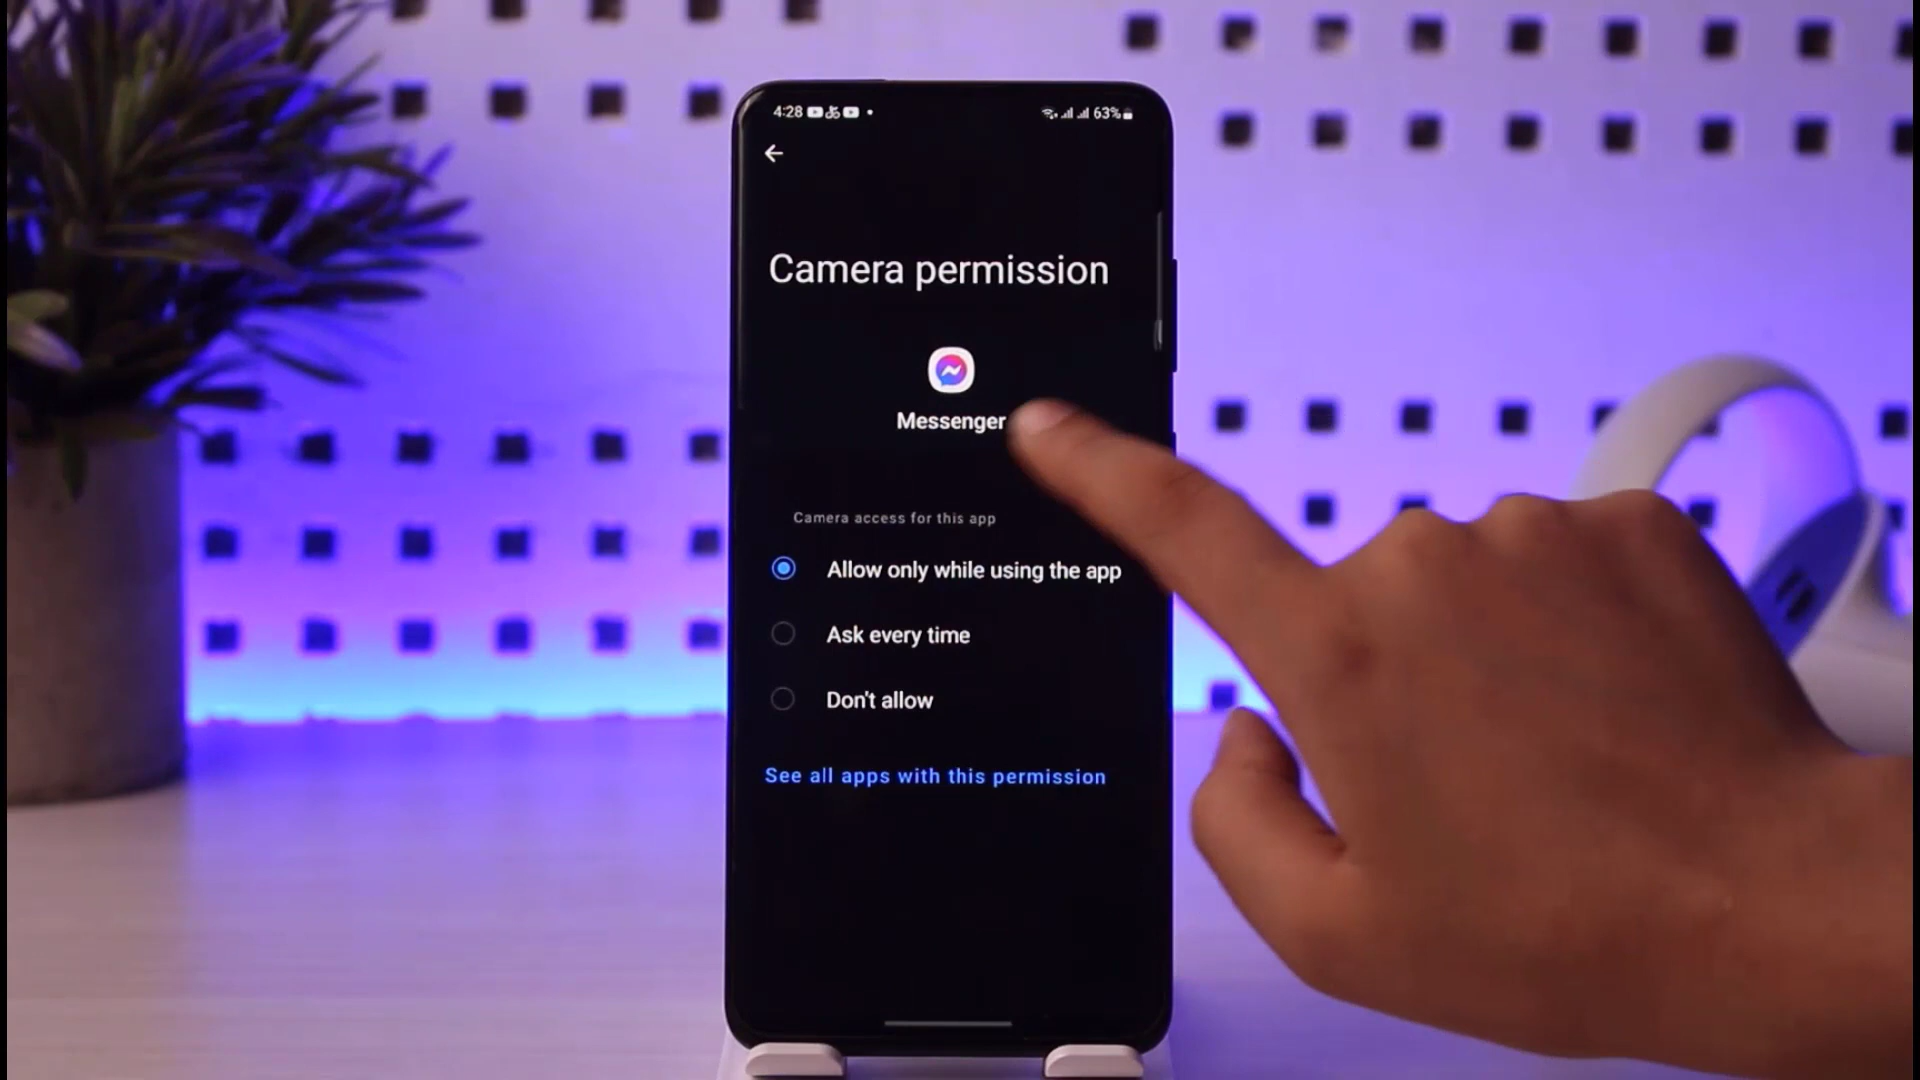 4:28
63%
Camera permission
Messenger
Camera access for this app
Allow only while using the app
Ask every time
Don't allow
See all apps with this permission